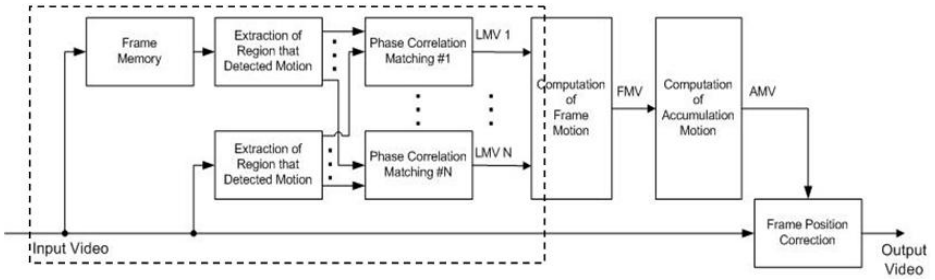 Frame
Memory
Extraction of
Region that
Detected Motion
Phase Correlation
Matching #1
LMV 1
Computation
of
Frame
Motion
FMV
Computation
of
Accumulation
Motion
AMV
Extraction of
Region that
Detected Motion
Phase Correlation
Matching #N
LMV N
Input Video
Frame Position
Correction
Output
Video